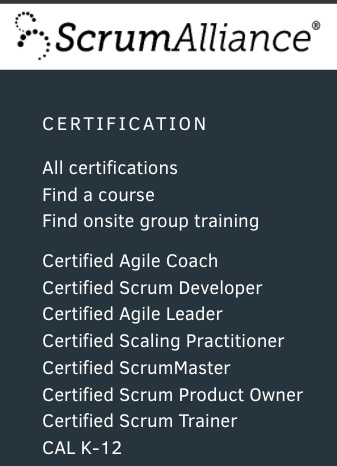 ScrumAlliance®
CERTIFICATION
All certifications
Find a course
Find onsite group training
Certified Agile Coach
Certified Scrum Developer
Certified Agile Leader
Certified Scaling Practitioner
Certified ScrumMaster
Certified Scrum Product Owner
Certified Scrum Trainer
CAL K-12